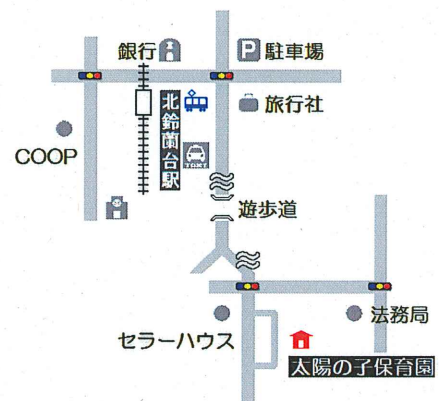 銀行
P 駐車場
北鈴蘭台駅
旅行社
TAXI
COOP
遊歩道
セラーハウス
法務局
太陽の子保育園